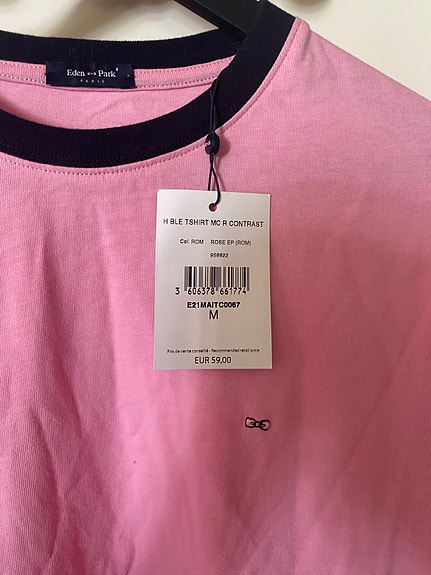 Eden Park
PARIS
H BLE TSHIRT MC R CONTRAST
Col. ROM ROSE EP (ROM)
958822
3 606378 661774
E21MAITC0067
M
Prix de vente conseillé - Recommended retail price
EUR 59,00